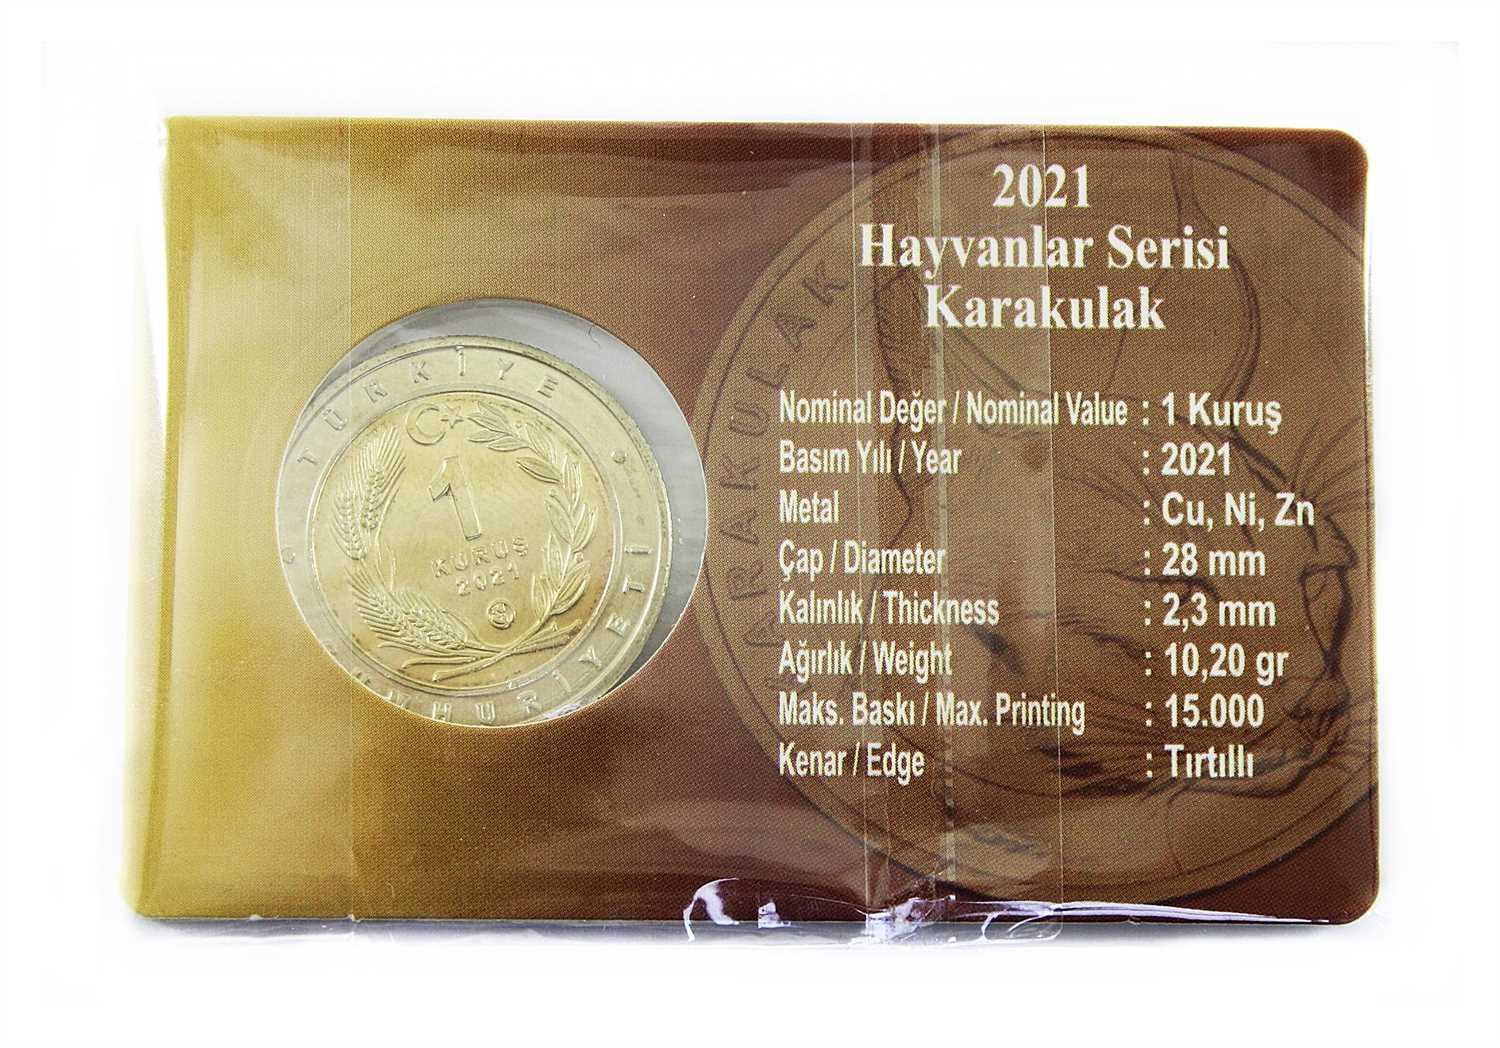 2021
Hayvanlar Serisi
Karakulak
Nominal Değer / Nominal Value : 1 Kuruş
Basım Yılı / Year : 2021
Metal : Cu, Ni, Zn
Çap / Diameter : 28 mm
Kalınlık / Thickness : 2,3 mm
Ağırlık / Weight : 10,20 gr
Maks. Baskı / Max. Printing : 15.000
Kenar / Edge : Tırtıllı
KARAKULAK
TÜRKİYE
CUMHURİYETİ
1
KURUŞ
2021